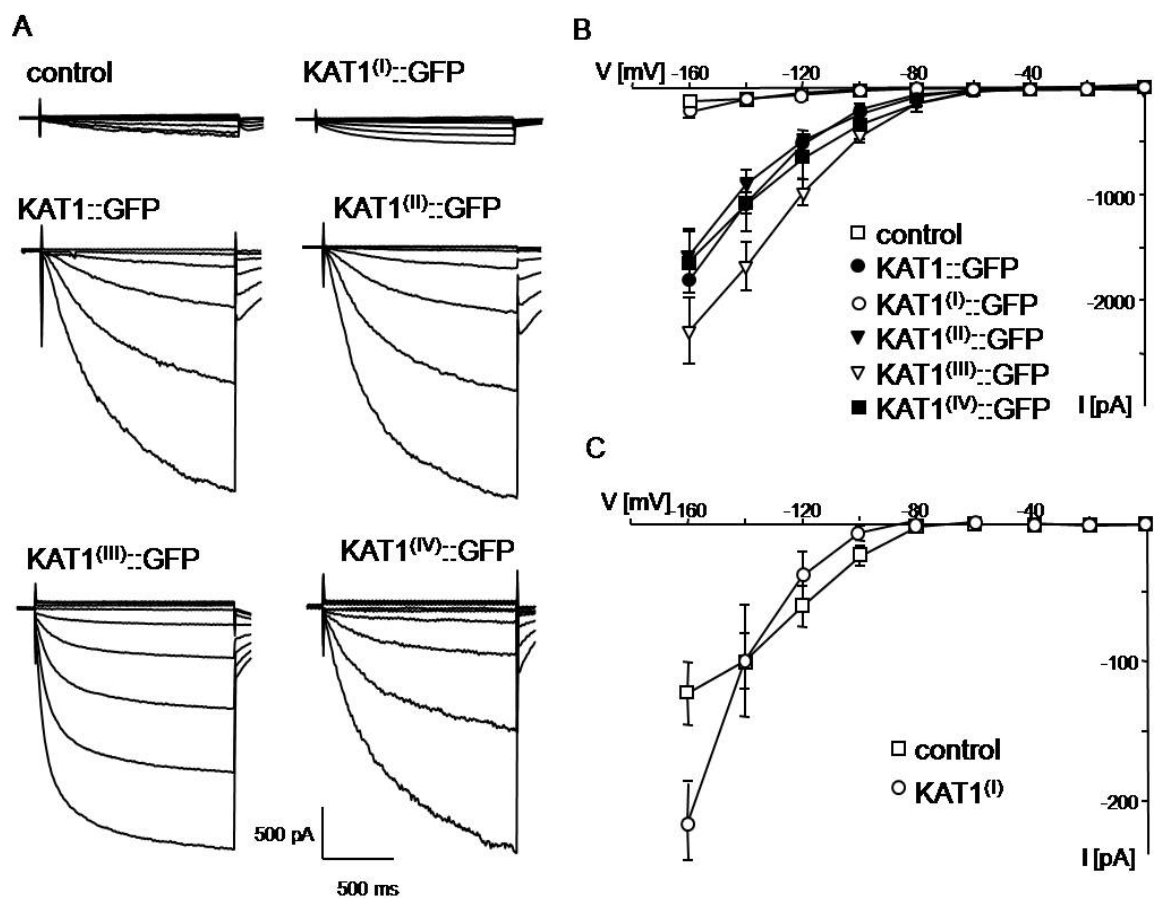 A
control
KAT1⁽ᴵ⁾::GFP
KAT1::GFP
KAT1⁽ᴵᴵ⁾::GFP
KAT1⁽ᴵᴵᴵ⁾::GFP
KAT1⁽ᴵⱽ⁾::GFP
500 pA
500 ms
B
V [mV] -160 -120 -80 -40
-1000
-2000
I [pA]
control
KAT1::GFP
KAT1⁽ᴵ⁾::GFP
KAT1⁽ᴵᴵ⁾::GFP
KAT1⁽ᴵᴵᴵ⁾::GFP
KAT1⁽ᴵⱽ⁾::GFP
C
V [mV] -160 -120 -80 -40
-100
-200
I [pA]
control
KAT1⁽ᴵ⁾